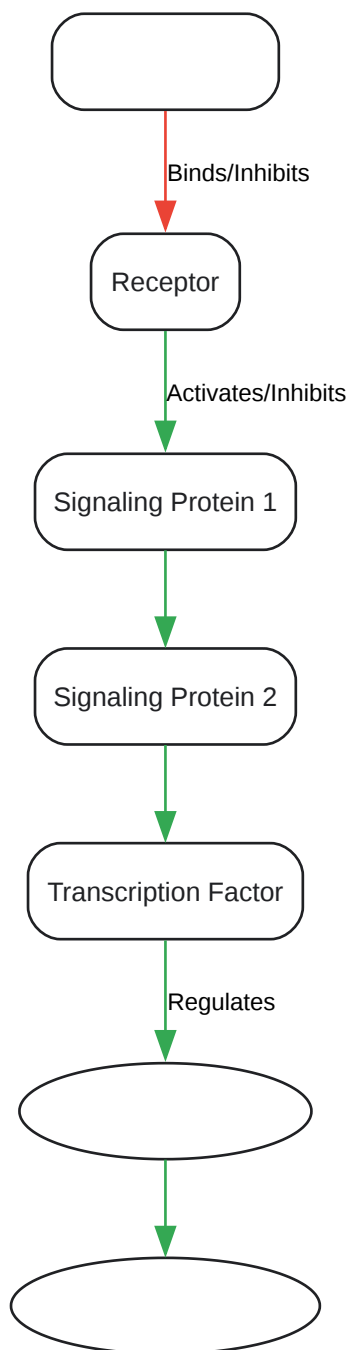 Binds/Inhibits
Receptor
Activates/Inhibits
Signaling Protein 1
Signaling Protein 2
Transcription Factor
Regulates